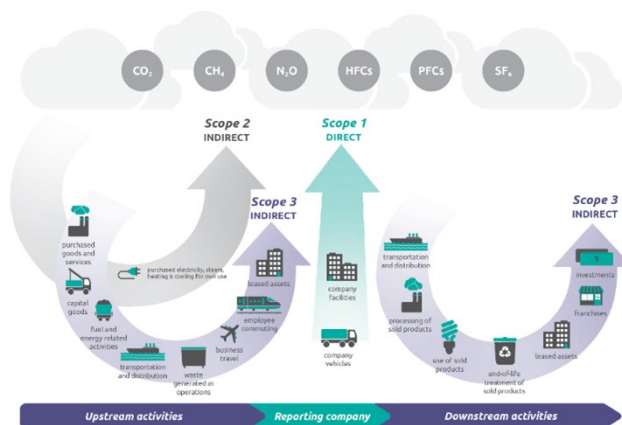 CO₂ CH₄ N₂O HFCs PFCs SF₆
Scope 2
INDIRECT
Scope 1
DIRECT
Scope 3
INDIRECT
Scope 3
INDIRECT
purchased
goods and
services
capital
goods
fuel and
energy related
activities
purchased electricity, steam,
heating & cooling for own use
transportation
and distribution
waste
generated in
operations
business
travel
employee
commuting
leased assets
company
facilities
company
vehicles
transportation
and distribution
processing of
sold products
use of sold
products
end-of-life
treatment of
sold products
leased assets
franchises
investments
Upstream activities
Reporting company
Downstream activities